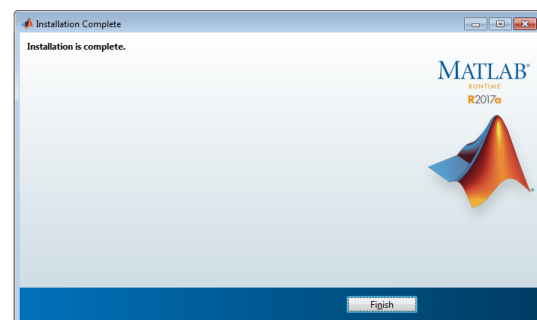 Installation Complete
Installation is complete.
MATLAB®
RUNTIME
R2017a
Finish